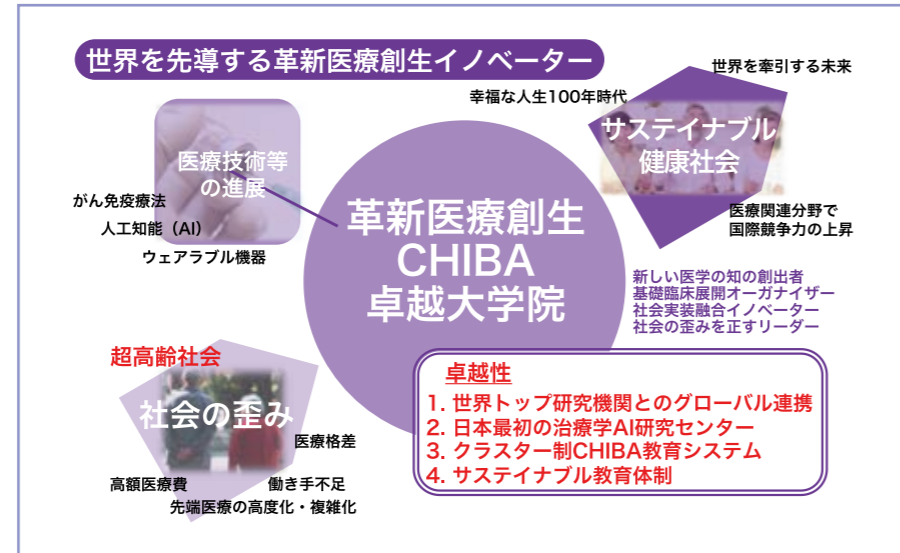 世界を先導する革新医療創生イノベーター
医療技術等
の進展
がん免疫療法
人工知能（AI）
ウェアラブル機器
革新医療創生
CHIBA
卓越大学院
幸福な人生100年時代
世界を牽引する未来
サステイナブル
健康社会
医療関連分野で
国際競争力の上昇
新しい医学の知の創出者
基礎臨床展開オーガナイザー
社会実装融合イノベーター
社会の歪みを正すリーダー
超高齢社会
社会の歪み
医療格差
高額医療費
働き手不足
先端医療の高度化・複雑化
卓越性
1. 世界トップ研究機関とのグローバル連携
2. 日本最初の治療学AI研究センター
3. クラスター制CHIBA教育システム
4. サステイナブル教育体制